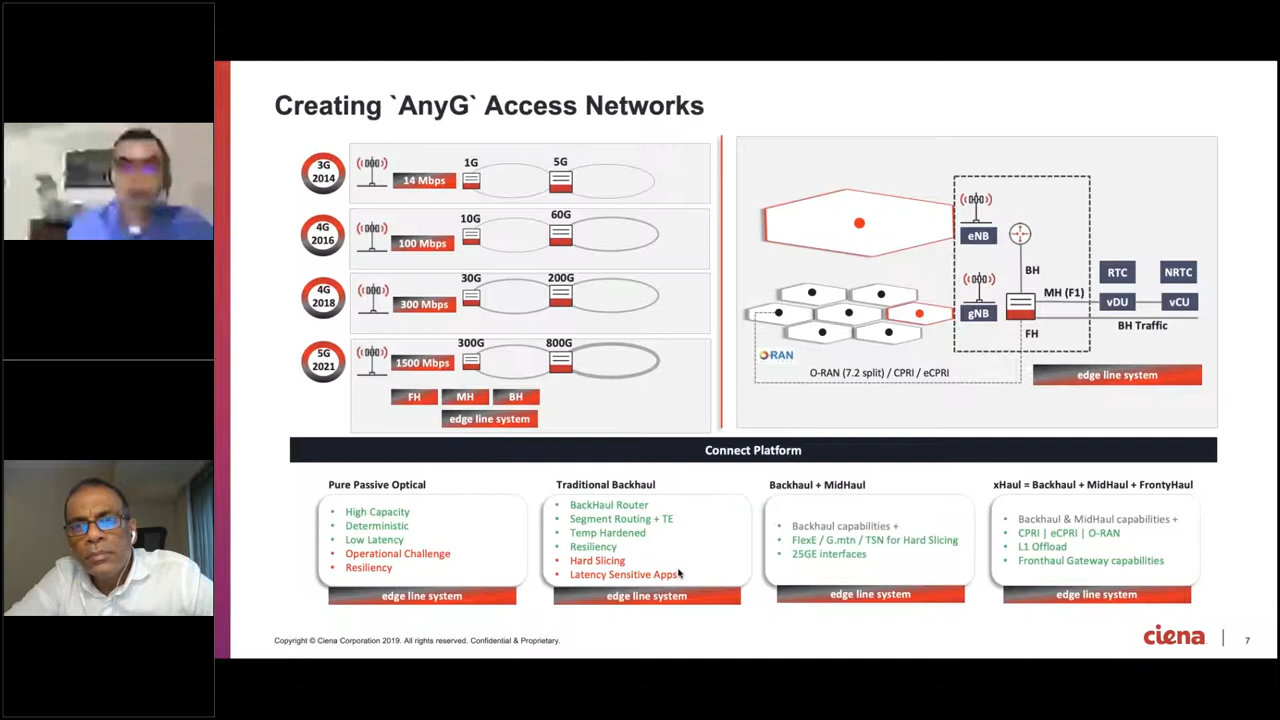 Creating `AnyG` Access Networks
3G
2014
14 Mbps
1G
5G
4G
2016
100 Mbps
10G
60G
4G
2018
300 Mbps
30G
200G
5G
2021
1500 Mbps
300G
800G
FH
MH
BH
edge line system
eNB
BH
RTC
NRTC
MH (F1)
gNB
vDU
vCU
FH
BH Traffic
O-RAN
O-RAN (7.2 split) / CPRI / eCPRI
edge line system
Connect Platform
Pure Passive Optical
• High Capacity
• Deterministic
• Low Latency
• Operational Challenge
• Resiliency
edge line system
Traditional Backhaul
• BackHaul Router
• Segment Routing + TE
• Temp Hardened
• Resiliency
• Hard Slicing
• Latency Sensitive Apps
edge line system
Backhaul + MidHaul
• Backhaul capabilities +
• FlexE / G.mtn / TSN for Hard Slicing
• 25GE interfaces
edge line system
xHaul = Backhaul + MidHaul + FrontyHaul
• Backhaul & MidHaul capabilities +
• CPRI | eCPRI | O-RAN
• L1 Offload
• Fronthaul Gateway capabilities
edge line system
Copyright © Ciena Corporation 2019. All rights reserved. Confidential & Proprietary.
ciena
7